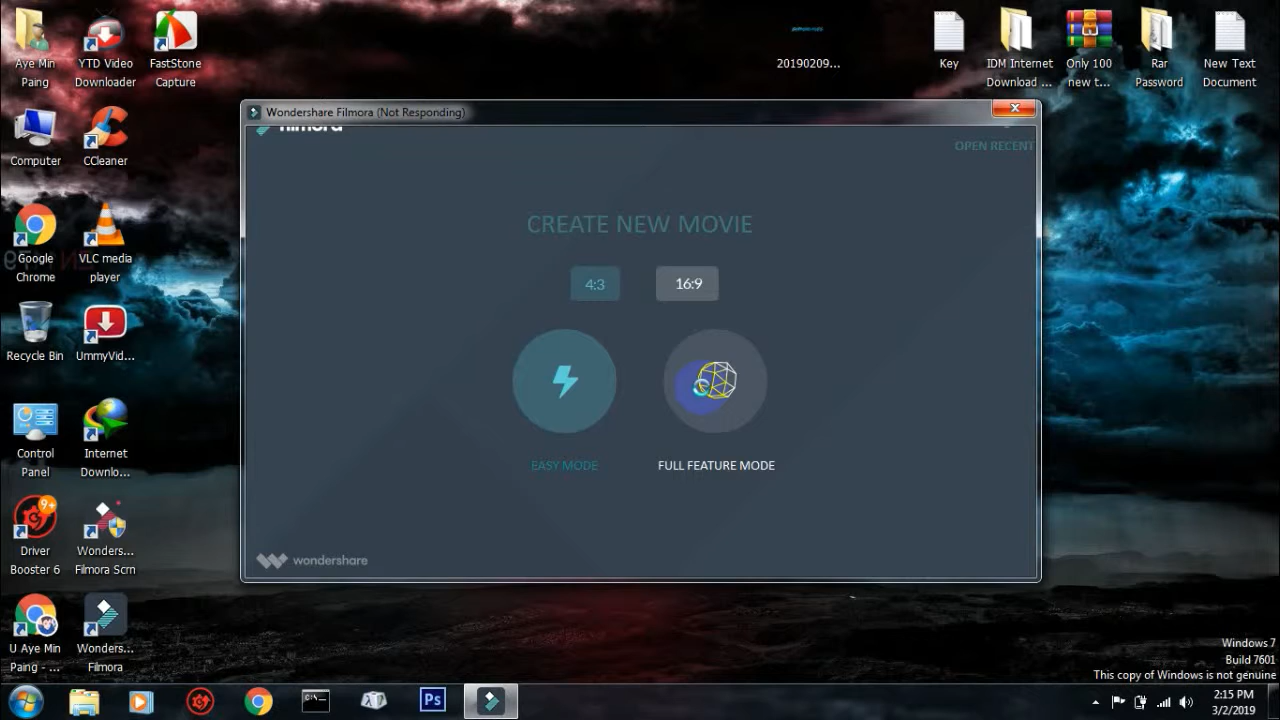 Aye Min
Paing
YTD Video
Downloader
FastStone
Capture
20190209...
Key
IDM Internet
Download ...
Only 100
new t...
Rar
Password
New Text
Document
Computer
CCleaner
Google
Chrome
VLC media
player
Recycle Bin
UmmyVid...
Control
Panel
Internet
Downlo...
9+
Driver
Booster 6
Wonders...
Filmora Scrn
U Aye Min
Paing - ...
Wonders...
Filmora
Wondershare Filmora (Not Responding)
filmora
OPEN RECENT
CREATE NEW MOVIE
4:3
16:9
EASY MODE
FULL FEATURE MODE
wondershare
Windows 7
Build 7601
This copy of Windows is not genuine
C:\_
Ps
2:15 PM
3/2/2019